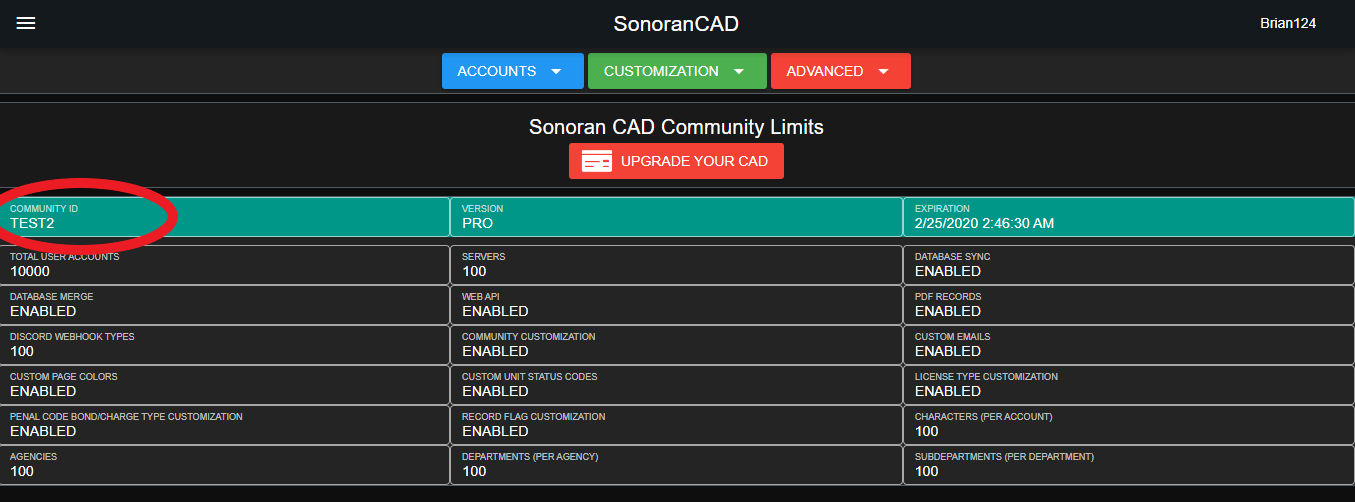 SonoranCAD
Brian124
ACCOUNTS
CUSTOMIZATION
ADVANCED
Sonoran CAD Community Limits
UPGRADE YOUR CAD
COMMUNITY ID
TEST2
VERSION
PRO
EXPIRATION
2/25/2020 2:46:30 AM
TOTAL USER ACCOUNTS
10000
SERVERS
100
DATABASE SYNC
ENABLED
DATABASE MERGE
ENABLED
WEB API
ENABLED
PDF RECORDS
ENABLED
DISCORD WEBHOOK TYPES
100
COMMUNITY CUSTOMIZATION
ENABLED
CUSTOM EMAILS
ENABLED
CUSTOM PAGE COLORS
ENABLED
CUSTOM UNIT STATUS CODES
ENABLED
LICENSE TYPE CUSTOMIZATION
ENABLED
PENAL CODE BOND/CHARGE TYPE CUSTOMIZATION
ENABLED
RECORD FLAG CUSTOMIZATION
ENABLED
CHARACTERS (PER ACCOUNT)
100
AGENCIES
100
DEPARTMENTS (PER AGENCY)
100
SUBDEPARTMENTS (PER DEPARTMENT)
100